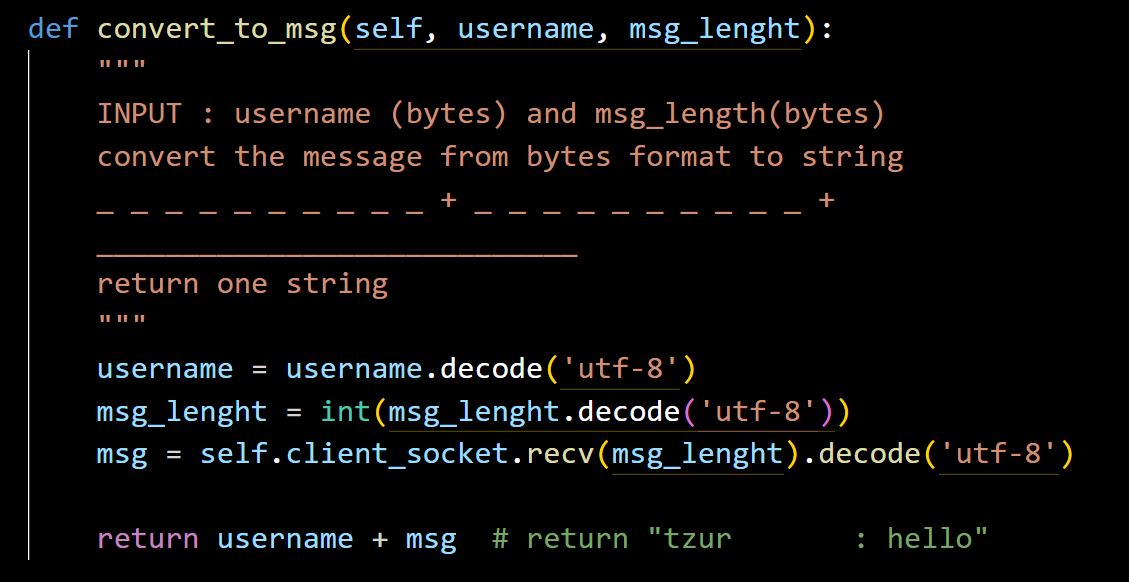 def convert_to_msg(self, username, msg_lenght):
"""
INPUT : username (bytes) and msg_length(bytes)
convert the message from bytes format to string
_ _ _ _ _ _ _ _ _ _ + _ _ _ _ _ _ _ _ _ _ +
____________________________
return one string
"""
username = username.decode('utf-8')
msg_lenght = int(msg_lenght.decode('utf-8'))
msg = self.client_socket.recv(msg_lenght).decode('utf-8')
return username + msg  # return "tzur       : hello"